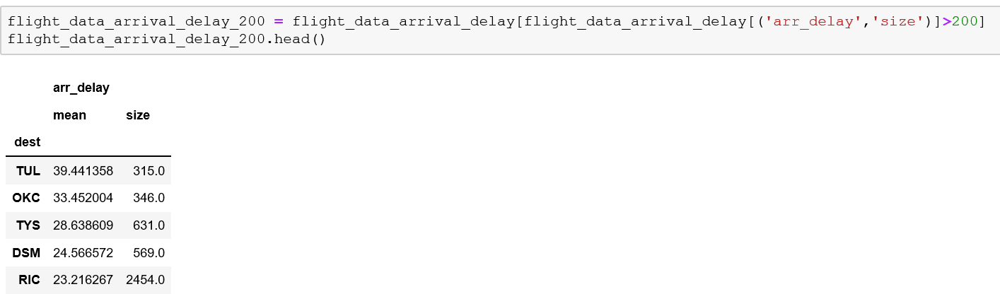 flight_data_arrival_delay_200 = flight_data_arrival_delay[flight_data_arrival_delay[('arr_delay','size')]>200]
flight_data_arrival_delay_200.head()
arr_delay
mean size
dest
TUL 39.441358 315.0
OKC 33.452004 346.0
TYS 28.638609 631.0
DSM 24.566572 569.0
RIC 23.216267 2454.0